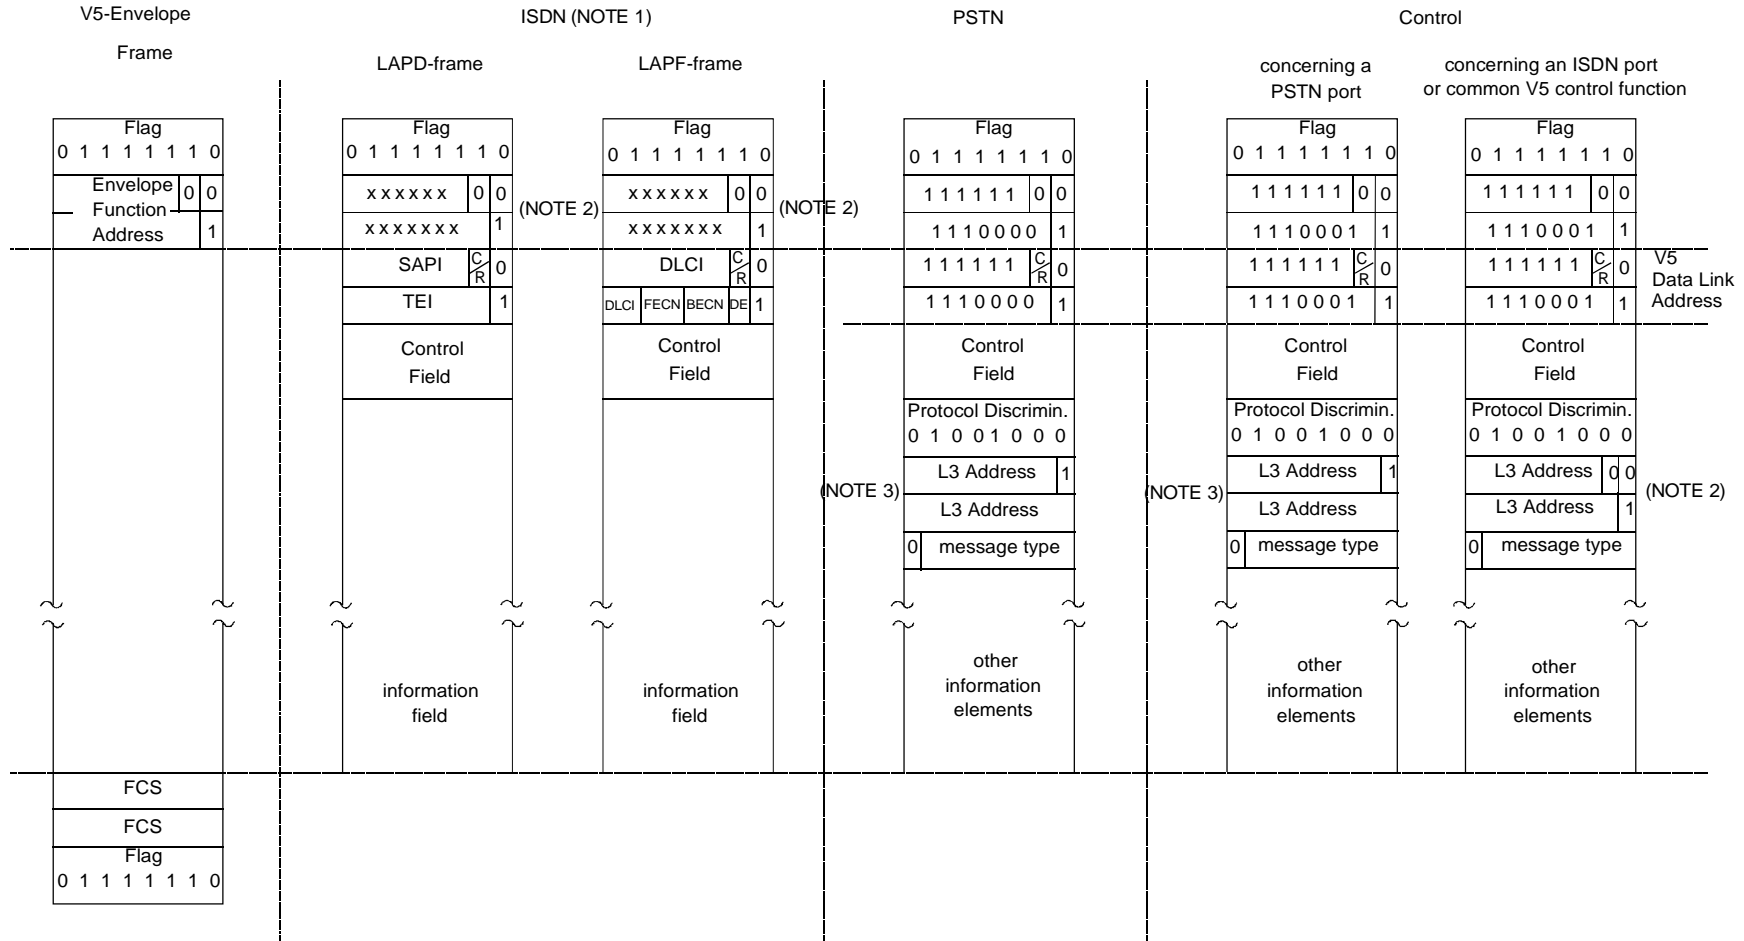 V5-Envelope
Frame
ISDN (NOTE 1)
LAPD-frame
LAPF-frame
PSTN
Control
concerning a
PSTN port
concerning an ISDN port
or common V5 control function
Flag
0 1 1 1 1 1 1 0
Envelope 0 0
Function
Address 1
FCS
FCS
Flag
0 1 1 1 1 1 1 0
Flag
0 1 1 1 1 1 1 0
x x x x x x 0 0
x x x x x x x 1
(NOTE 2)
SAPI C/R 0
TEI 1
Control
Field
information
field
Flag
0 1 1 1 1 1 1 0
x x x x x x 0 0
x x x x x x x 1
(NOTE 2)
DLCI C/R 0
DLCI FECN BECN DE 1
Control
Field
information
field
Flag
0 1 1 1 1 1 1 0
1 1 1 1 1 1 0 0
1 1 1 0 0 0 0 1
1 1 1 1 1 1 C/R 0
1 1 1 0 0 0 0 1
Control
Field
Protocol Discrimin.
0 1 0 0 1 0 0 0
(NOTE 3)
L3 Address 1
L3 Address
0 message type
other
information
elements
Flag
0 1 1 1 1 1 1 0
1 1 1 1 1 1 0 0
1 1 1 0 0 0 1 1
1 1 1 1 1 1 C/R 0
1 1 1 0 0 0 1 1
Control
Field
Protocol Discrimin.
0 1 0 0 1 0 0 0
(NOTE 3)
L3 Address 1
L3 Address
0 message type
other
information
elements
Flag
0 1 1 1 1 1 1 0
1 1 1 1 1 1 0 0
1 1 1 0 0 0 1 1
1 1 1 1 1 1 C/R 0
1 1 1 0 0 0 1 1
V5
Data Link
Address
Control
Field
Protocol Discrimin.
0 1 0 0 1 0 0 0
L3 Address 0 0
L3 Address 1
(NOTE 2)
0 message type
other
information
elements